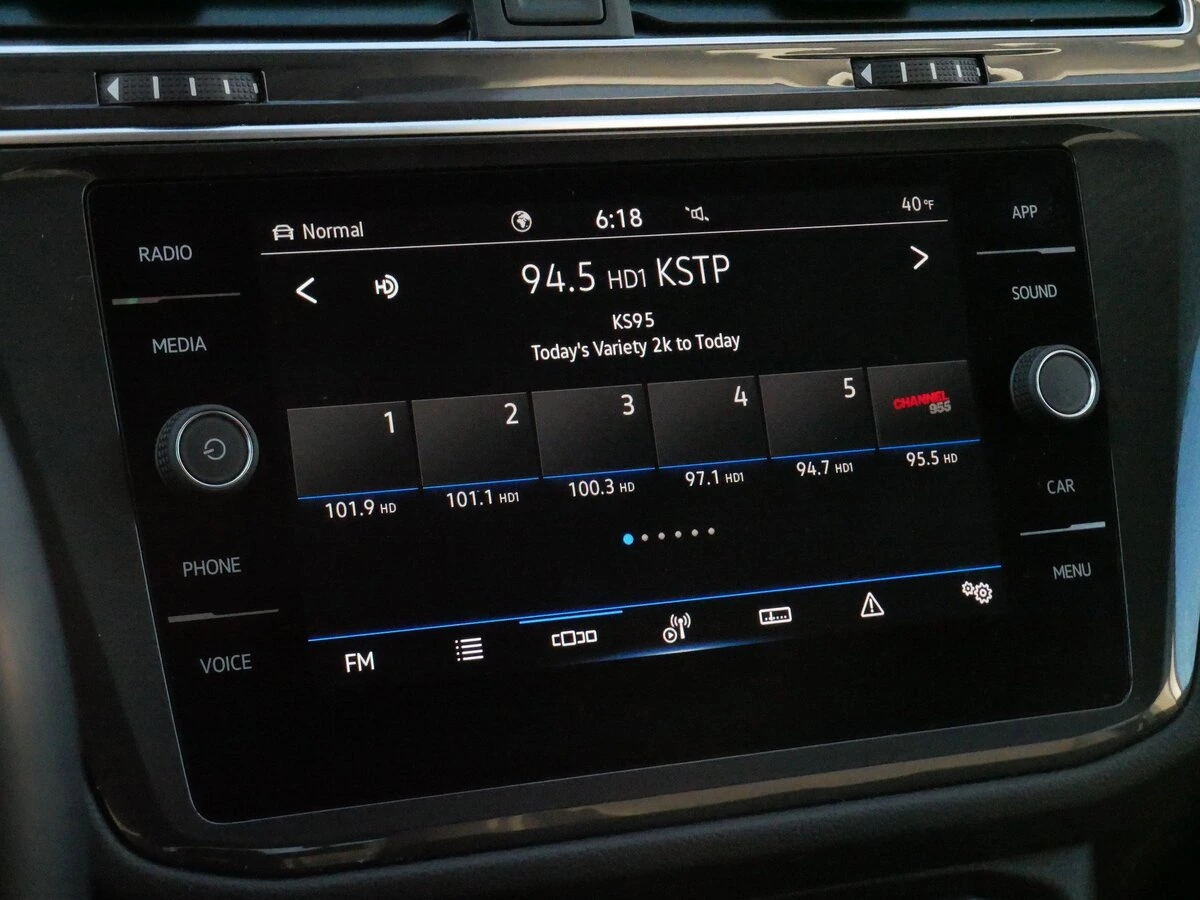 RADIO
MEDIA
PHONE
VOICE
Normal
6:18
40°F
94.5 HD1 KSTP
KS95
Today's Variety 2k to Today
1
2
3
4
5
CHANNEL
955
101.9 HD
101.1 HD1
100.3 HD
97.1 HD1
94.7 HD1
95.5 HD
FM
APP
SOUND
CAR
MENU